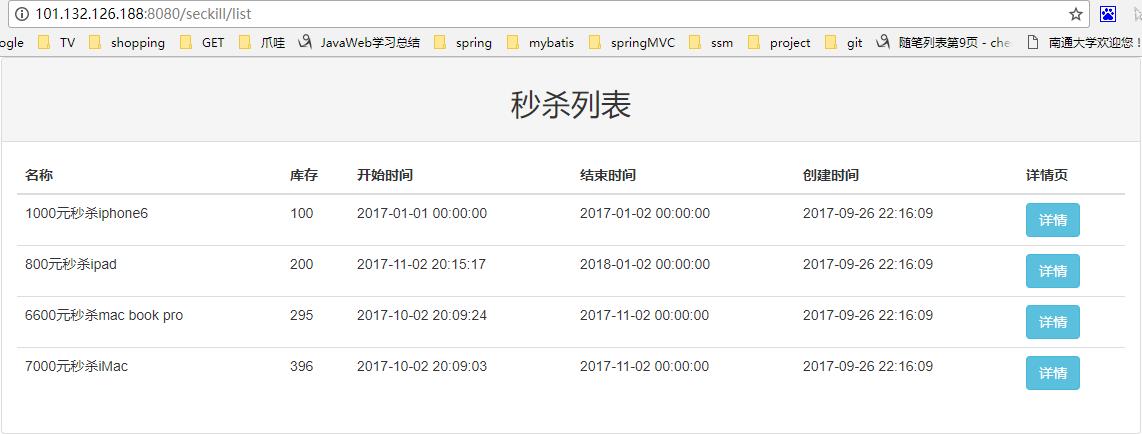 101.132.126.188:8080/seckill/list
ogle TV shopping GET 爪哇 JavaWeb学习总结 spring mybatis springMVC ssm project git 随笔列表第9页 - che 南通大学欢迎您！
秒杀列表
名称 库存 开始时间 结束时间 创建时间 详情页
1000元秒杀iphone6 100 2017-01-01 00:00:00 2017-01-02 00:00:00 2017-09-26 22:16:09 详情
800元秒杀ipad 200 2017-11-02 20:15:17 2018-01-02 00:00:00 2017-09-26 22:16:09 详情
6600元秒杀mac book pro 295 2017-10-02 20:09:24 2017-11-02 00:00:00 2017-09-26 22:16:09 详情
7000元秒杀iMac 396 2017-10-02 20:09:03 2017-11-02 00:00:00 2017-09-26 22:16:09 详情